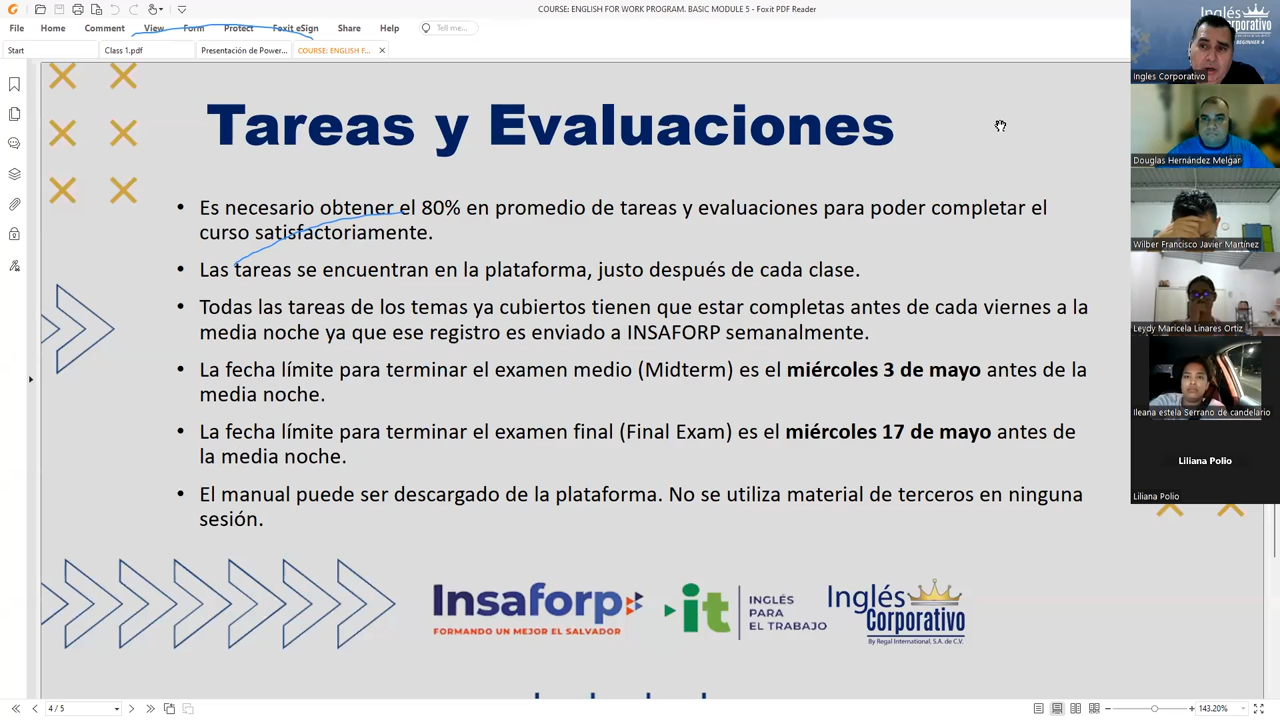 COURSE: ENGLISH FOR WORK PROGRAM. BASIC MODULE 5 - Foxit PDF Reader
File Home Comment View Form Protect Foxit eSign Share Help Tell me...
Start Class 1.pdf Presentación de Power... COURSE: ENGLISH F...
Tareas y Evaluaciones
• Es necesario obtener el 80% en promedio de tareas y evaluaciones para poder completar el
curso satisfactoriamente.
• Las tareas se encuentran en la plataforma, justo después de cada clase.
• Todas las tareas de los temas ya cubiertos tienen que estar completas antes de cada viernes a la
media noche ya que ese registro es enviado a INSAFORP semanalmente.
• La fecha límite para terminar el examen medio (Midterm) es el miércoles 3 de mayo antes de la
media noche.
• La fecha límite para terminar el examen final (Final Exam) es el miércoles 17 de mayo antes de
la media noche.
• El manual puede ser descargado de la plataforma. No se utiliza material de terceros en ninguna
sesión.
Insaforp
FORMANDO UN MEJOR EL SALVADOR
it
INGLÉS
PARA
EL TRABAJO
Inglés
Corporativo
By Regal International, S.A. de C.V.
4 / 5
143.20%
Inglés
Corporativo
BEGINNER 4
Ingles Corporativo
Douglas Hernández Melgar
Wilber Francisco Javier Martínez
Leydy Maricela Linares Ortiz
Ileana estela Serrano de candelario
Liliana Polio
Liliana Polio